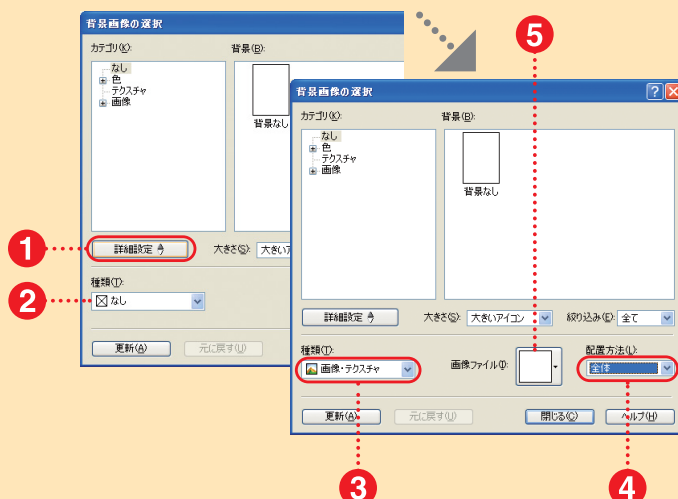 背景画像の選択
カテゴリ(K):
背景(B):
なし
色
テクスチャ
画像
背景なし
1
詳細設定
大きさ(S):
大きいア
2
種類(T):
なし
更新(A)
元に戻す(U)
5
背景画像の選択
カテゴリ(K):
背景(B):
なし
色
テクスチャ
画像
背景なし
詳細設定
大きさ(S):
大きいアイコン
絞り込み(E):
全て
種類(T):
画像・テクスチャ
画像ファイル(I):
配置方法(L):
全体
更新(A)
元に戻す(U)
閉じる(C)
ヘルプ(H)
3
4